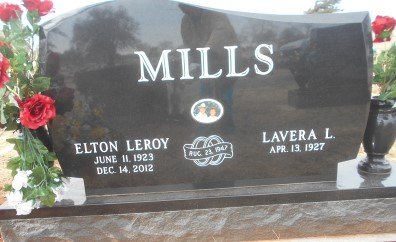 MILLS
ELTON LEROY
JUNE 11, 1923
DEC. 14, 2012
AUG. 23, 1947
LAVERA L.
APR. 13, 1927